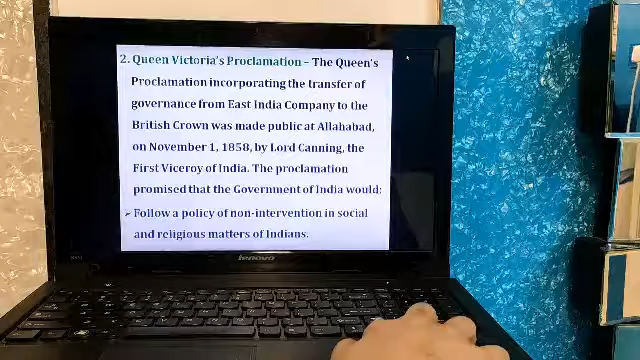 2. Queen Victoria's Proclamation – The Queen's
Proclamation incorporating the transfer of
governance from East India Company to the
British Crown was made public at Allahabad,
on November 1, 1858, by Lord Canning, the
First Viceroy of India. The proclamation
promised that the Government of India would:
➢ Follow a policy of non-intervention in social
and religious matters of Indians.
lenovo